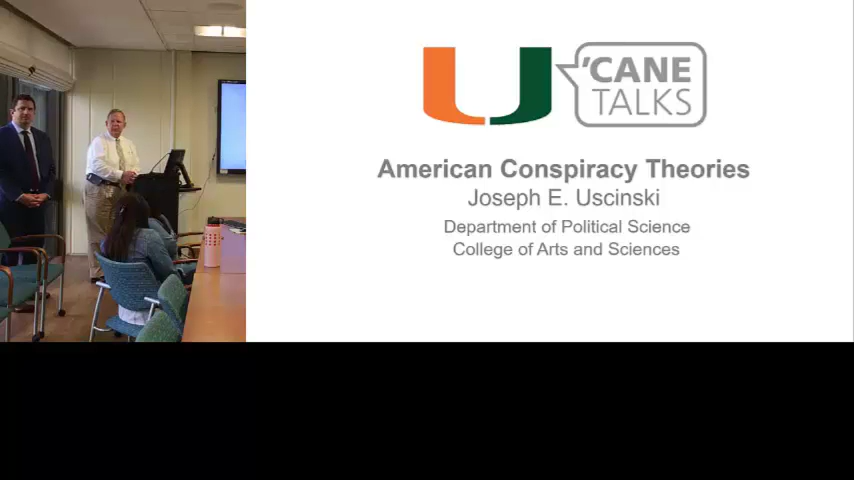 U
'CANE
TALKS
American Conspiracy Theories
Joseph E. Uscinski
Department of Political Science
College of Arts and Sciences